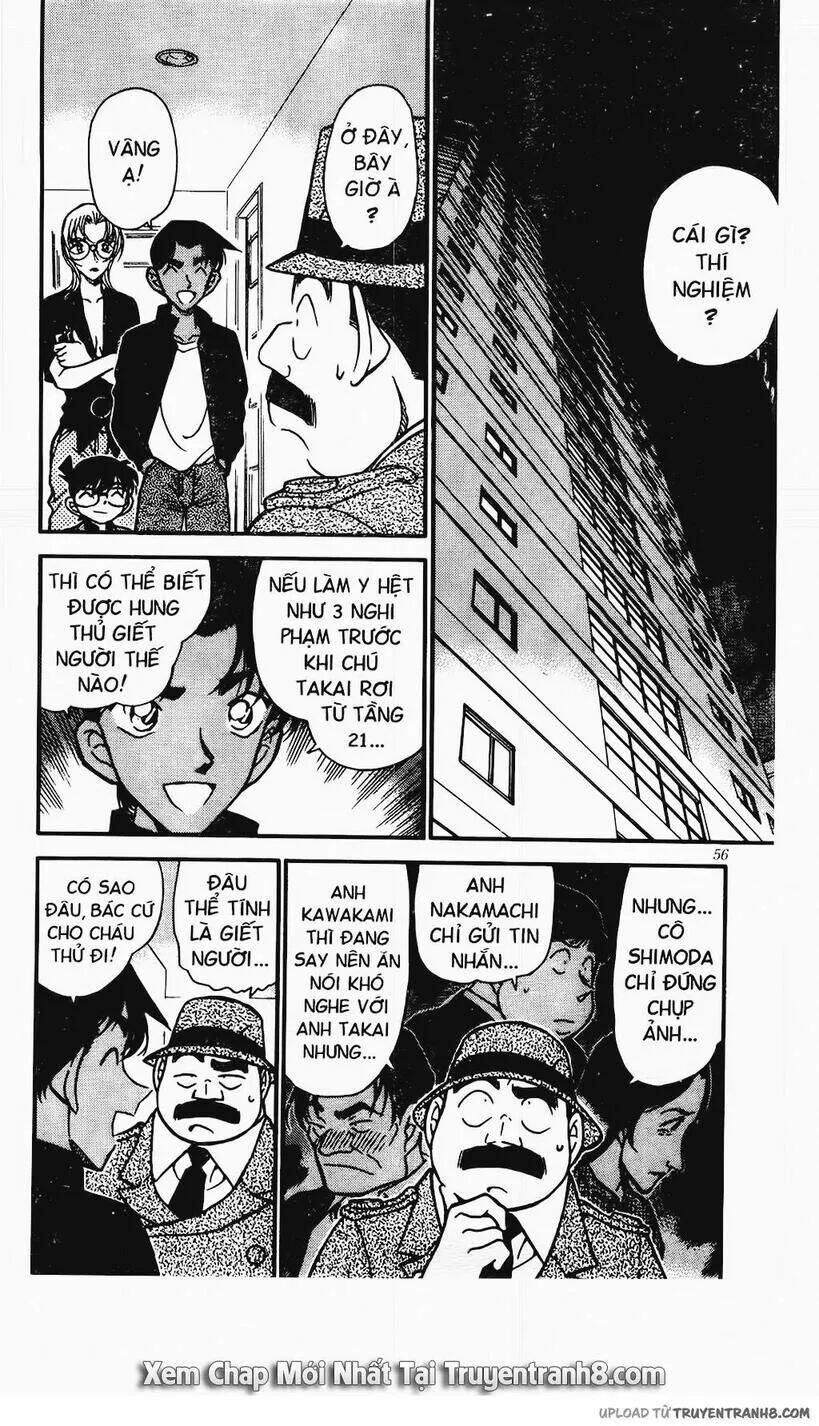 CÁI GÌ?
THÍ
NGHIỆM
?
Ở ĐÂY,
BÂY
GIỜ À
?
VÂNG
Ạ!
NẾU LÀM Y HỆT
NHƯ 3 NGHI
PHẠM TRƯỚC
KHI CHÚ
TAKAI RƠI
TỪ TẦNG
21...
THÌ CÓ THỂ BIẾT
ĐƯỢC HUNG
THỦ GIẾT
NGƯỜI THẾ
NÀO!
56
NHƯNG...
CÔ
SHIMODA
CHỈ ĐỨNG
CHỤP
ẢNH...
ANH
NAKAMACHI
CHỈ GỬI TIN
NHẮN...
ANH
KAWAKAMI
THÌ ĐANG
SAY NÊN ĂN
NÓI KHÓ
NGHE VỚI
ANH TAKAI
NHƯNG...
ĐÂU
THỂ TÍNH
LÀ GIẾT
NGƯỜI...
CÓ SAO
ĐÂU, BÁC CỨ
CHO CHÁU
THỬ ĐI!
Xem Chap Mới Nhất Tại Truyentranh8.com
UPLOAD TỪ TRUYENTRANH8.COM